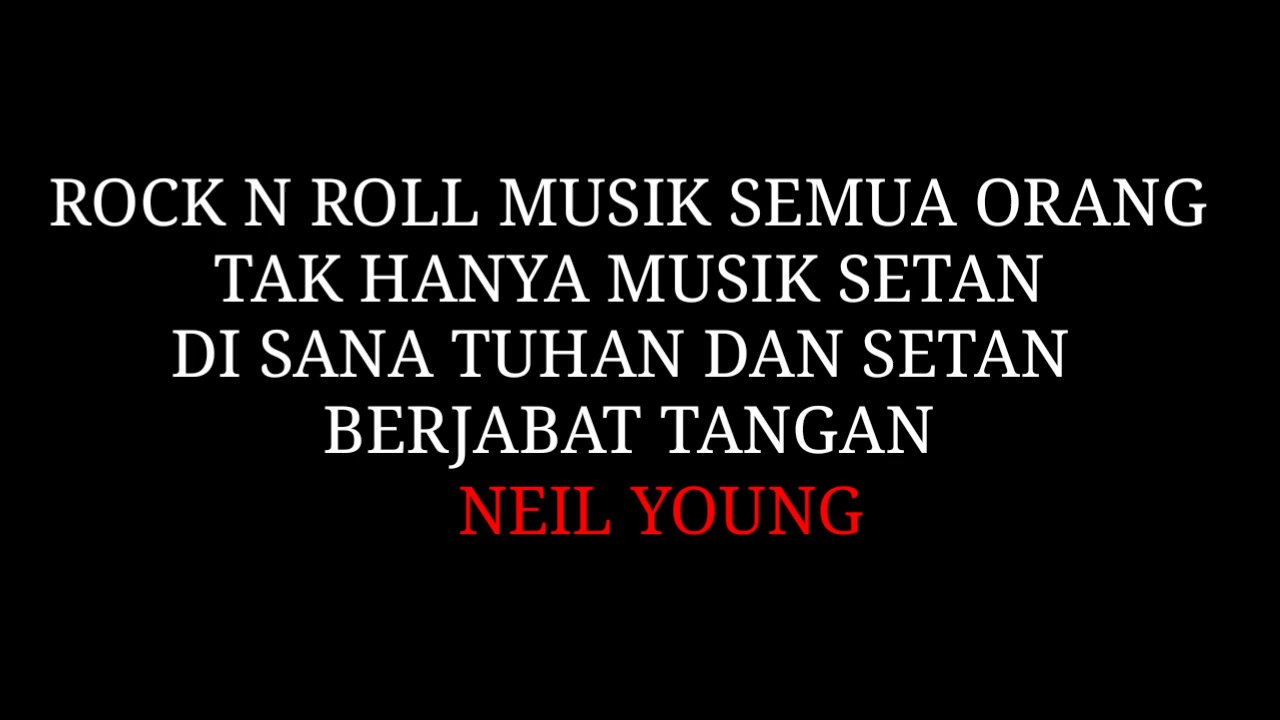 ROCK N ROLL MUSIK SEMUA ORANG
TAK HANYA MUSIK SETAN
DI SANA TUHAN DAN SETAN
BERJABAT TANGAN
NEIL YOUNG